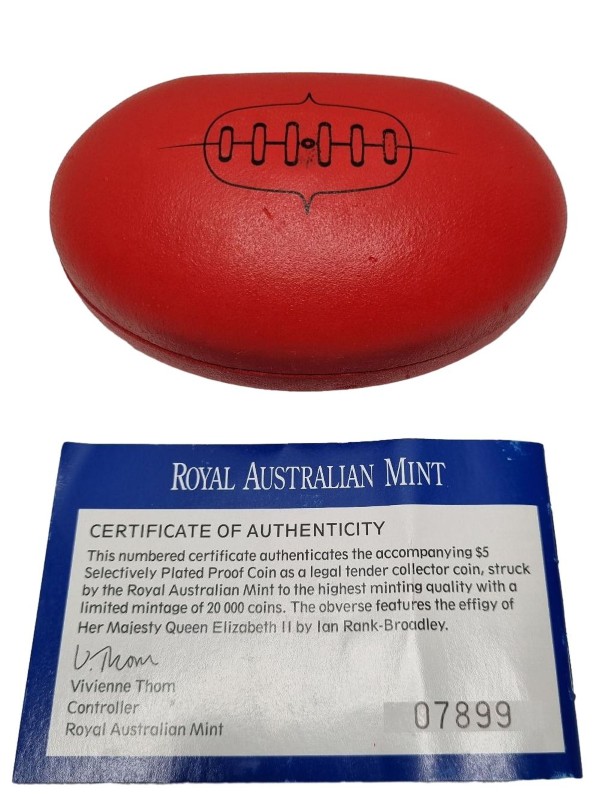 ROYAL AUSTRALIAN MINT
CERTIFICATE OF AUTHENTICITY
This numbered certificate authenticates the accompanying $5
Selectively Plated Proof Coin as a legal tender collector coin, struck
by the Royal Australian Mint to the highest minting quality with a
limited mintage of 20 000 coins. The obverse features the effigy of
Her Majesty Queen Elizabeth II by Ian Rank-Broadley.
V. Thom
Vivienne Thom
Controller
Royal Australian Mint
07899